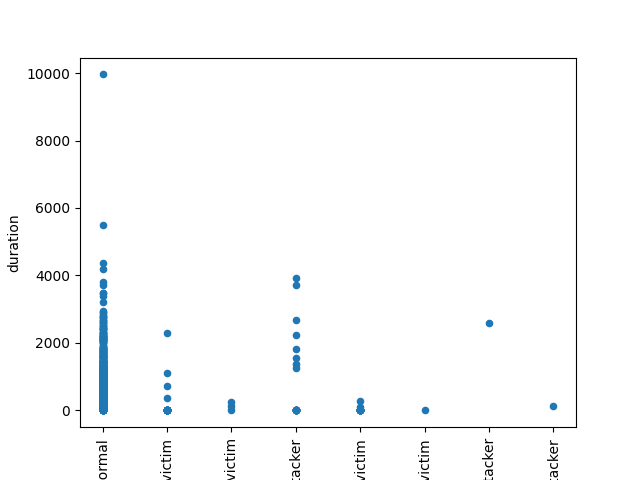 10000
8000
6000
4000
2000
0
duration
ormal
victim
victim
tacker
victim
victim
tacker
tacker